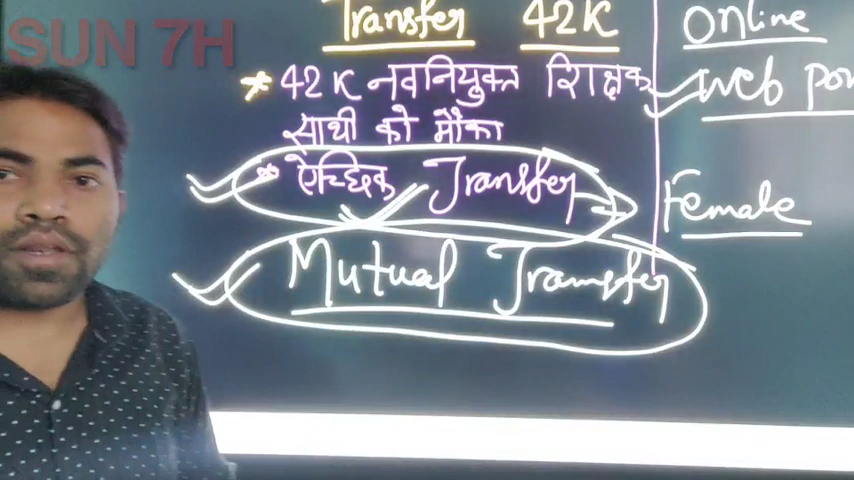 SUN 7H
Transfer 42K
42K नवनियुक्त शिक्षक
साथी को मौका
ऐच्छिक Transfer
Mutual Transfer
Online
Web por
Female